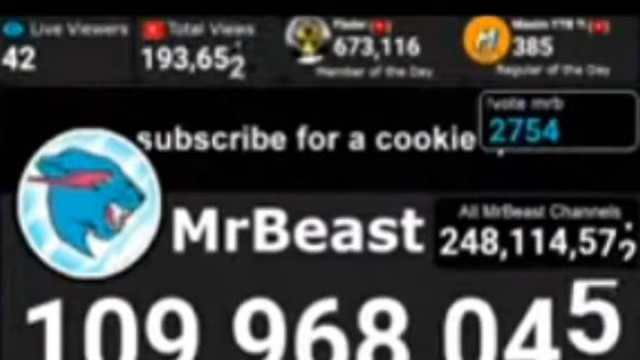 Live Viewers
42
Total Views
193,652
673,116
Member of the Day
385
Regular of the Day
!vote mrb
2754
subscribe for a cookie
MrBeast
All MrBeast Channels
248,114,572
109,968,045